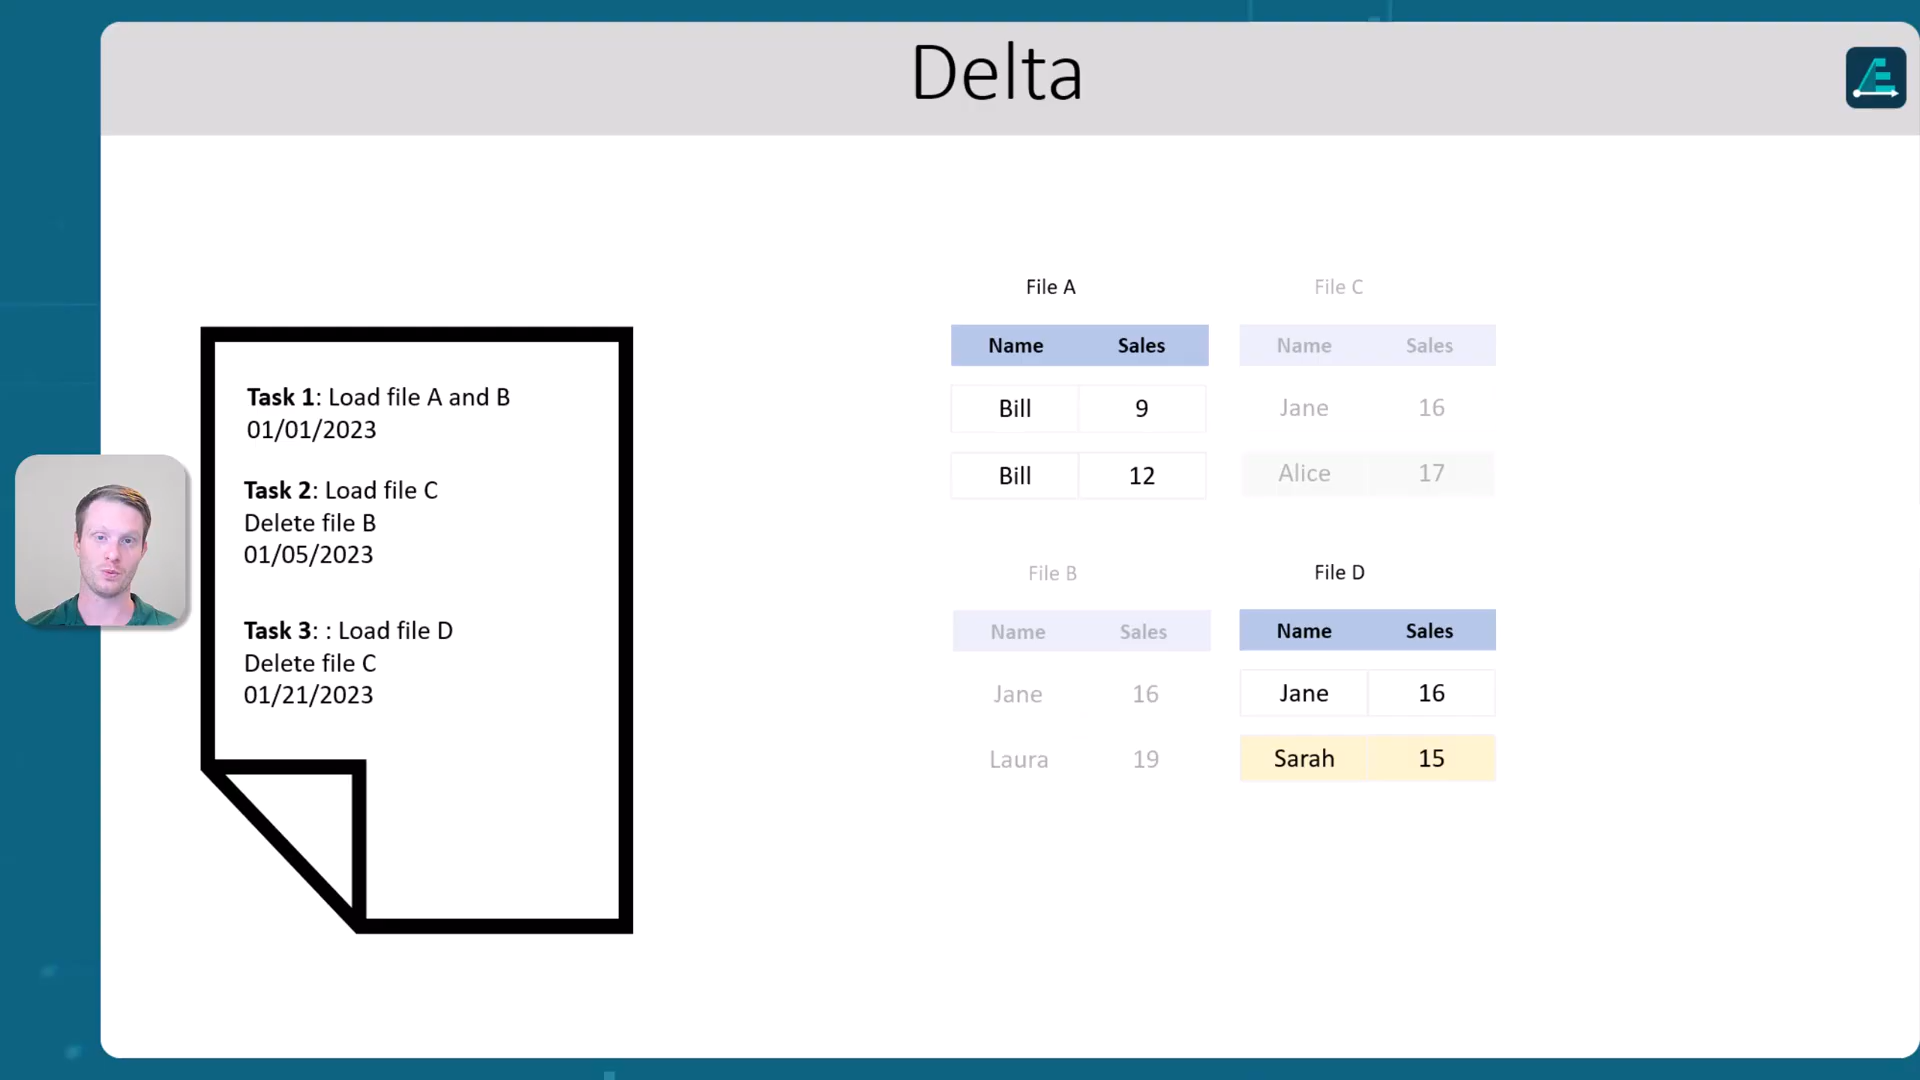 Delta
Task 1: Load file A and B
01/01/2023
Task 2: Load file C
Delete file B
01/05/2023
Task 3: : Load file D
Delete file C
01/21/2023
File A
Name Sales
Bill 9
Bill 12
File C
Name Sales
Jane 16
Alice 17
File B
Name Sales
Jane 16
Laura 19
File D
Name Sales
Jane 16
Sarah 15